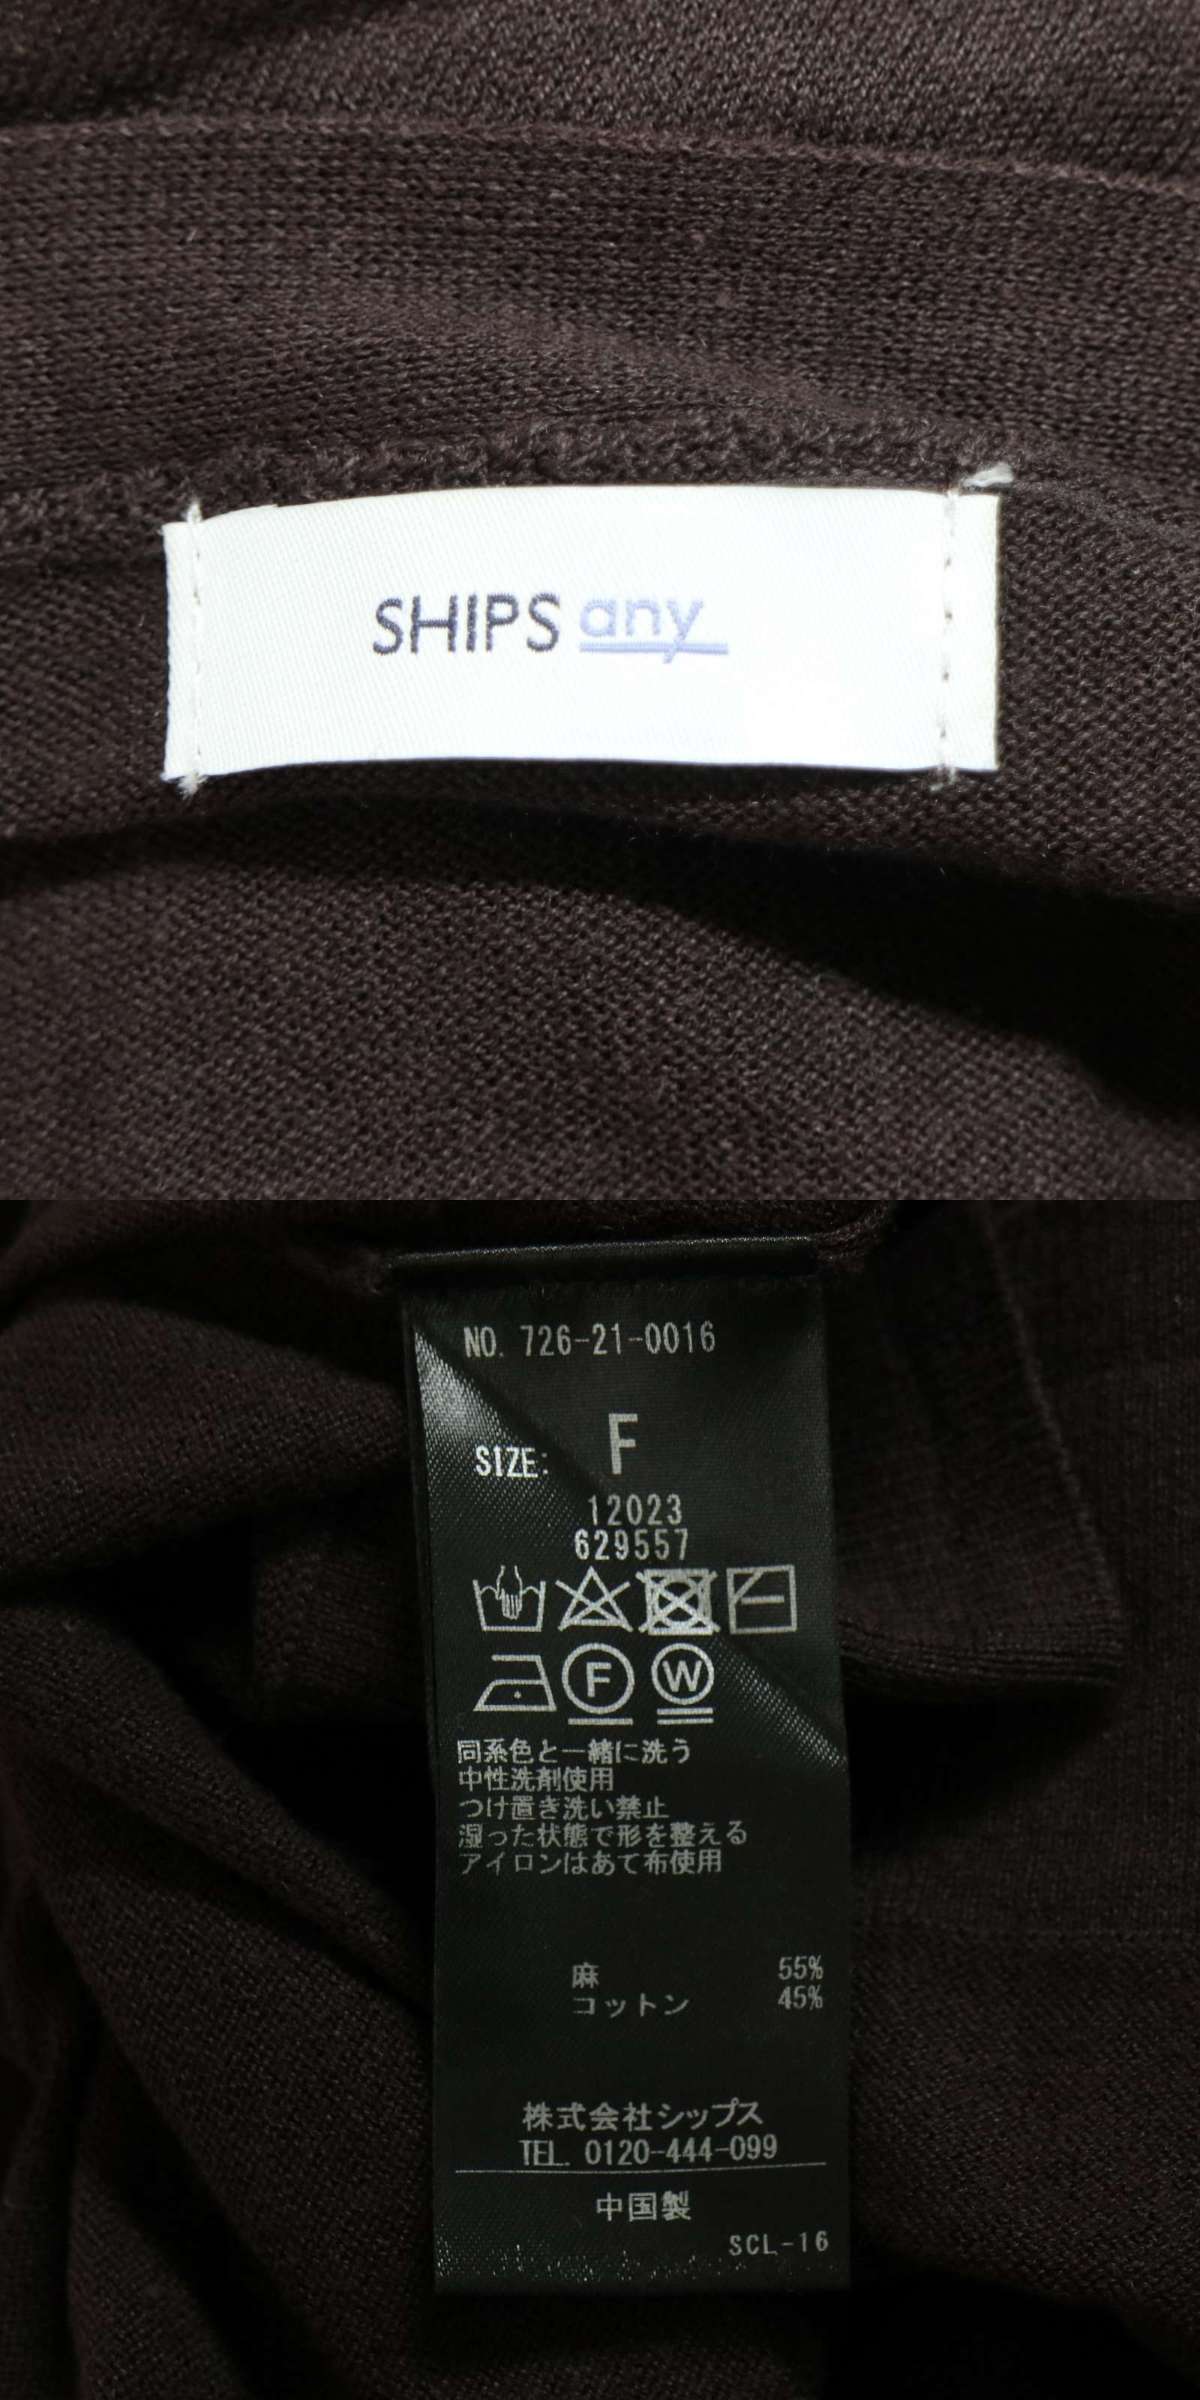 SHIPS any
NO. 726-21-0016
SIZE: F
12023
629557
F W
同系色と一緒に洗う
中性洗剤使用
つけ置き洗い禁止
湿った状態で形を整える
アイロンはあて布使用
麻 55%
コットン 45%
株式会社シップス
TEL. 0120-444-099
中国製
SCL-16